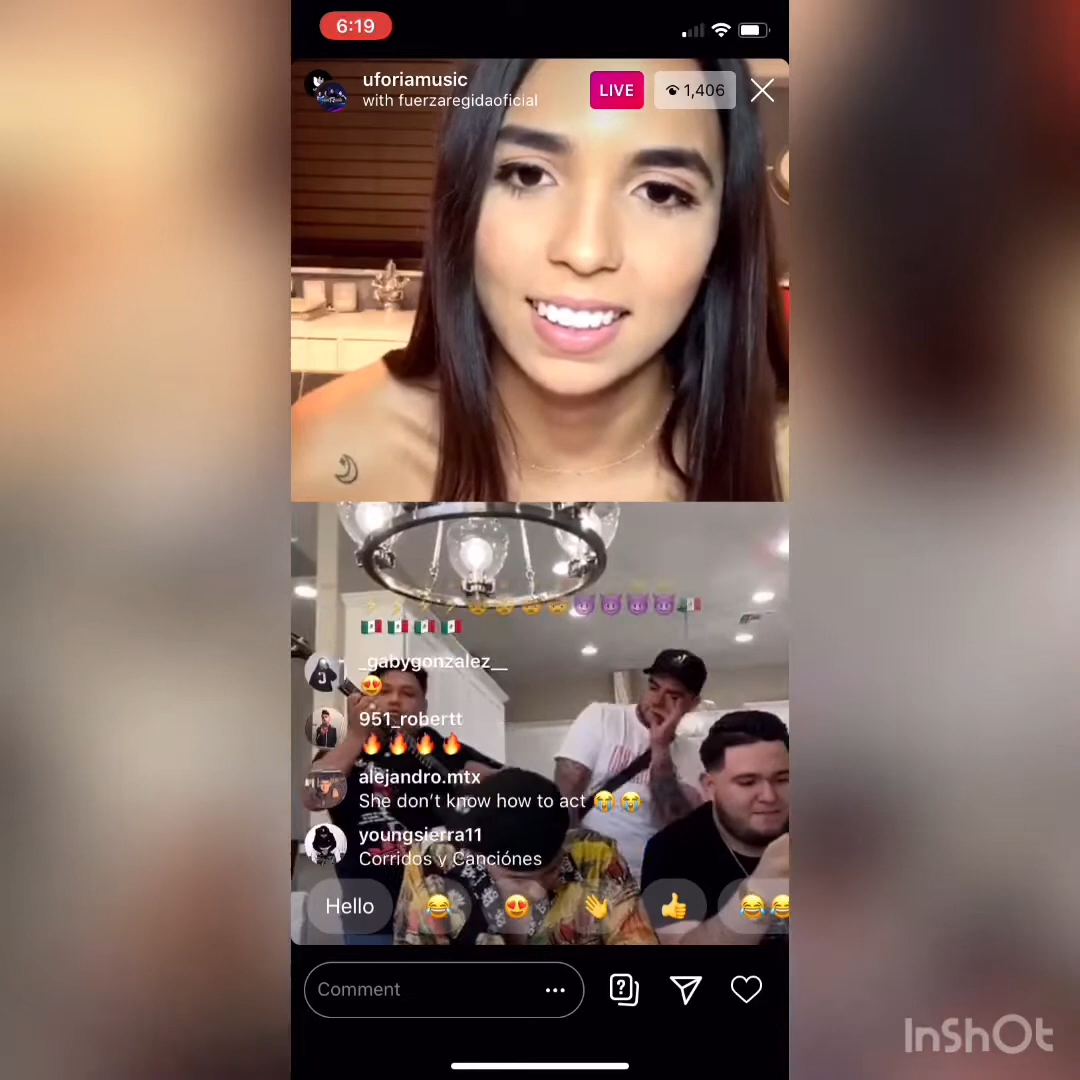 6:19
uforiamusic
with fuerzaregidaoficial
LIVE
1,406
_gabygonzalez__
😍
951_robertt
🔥🔥🔥🔥
alejandro.mtx
She don't know how to act 😭😭
youngsierra11
Corridos y Canciónes
Hello
Comment
InShOt